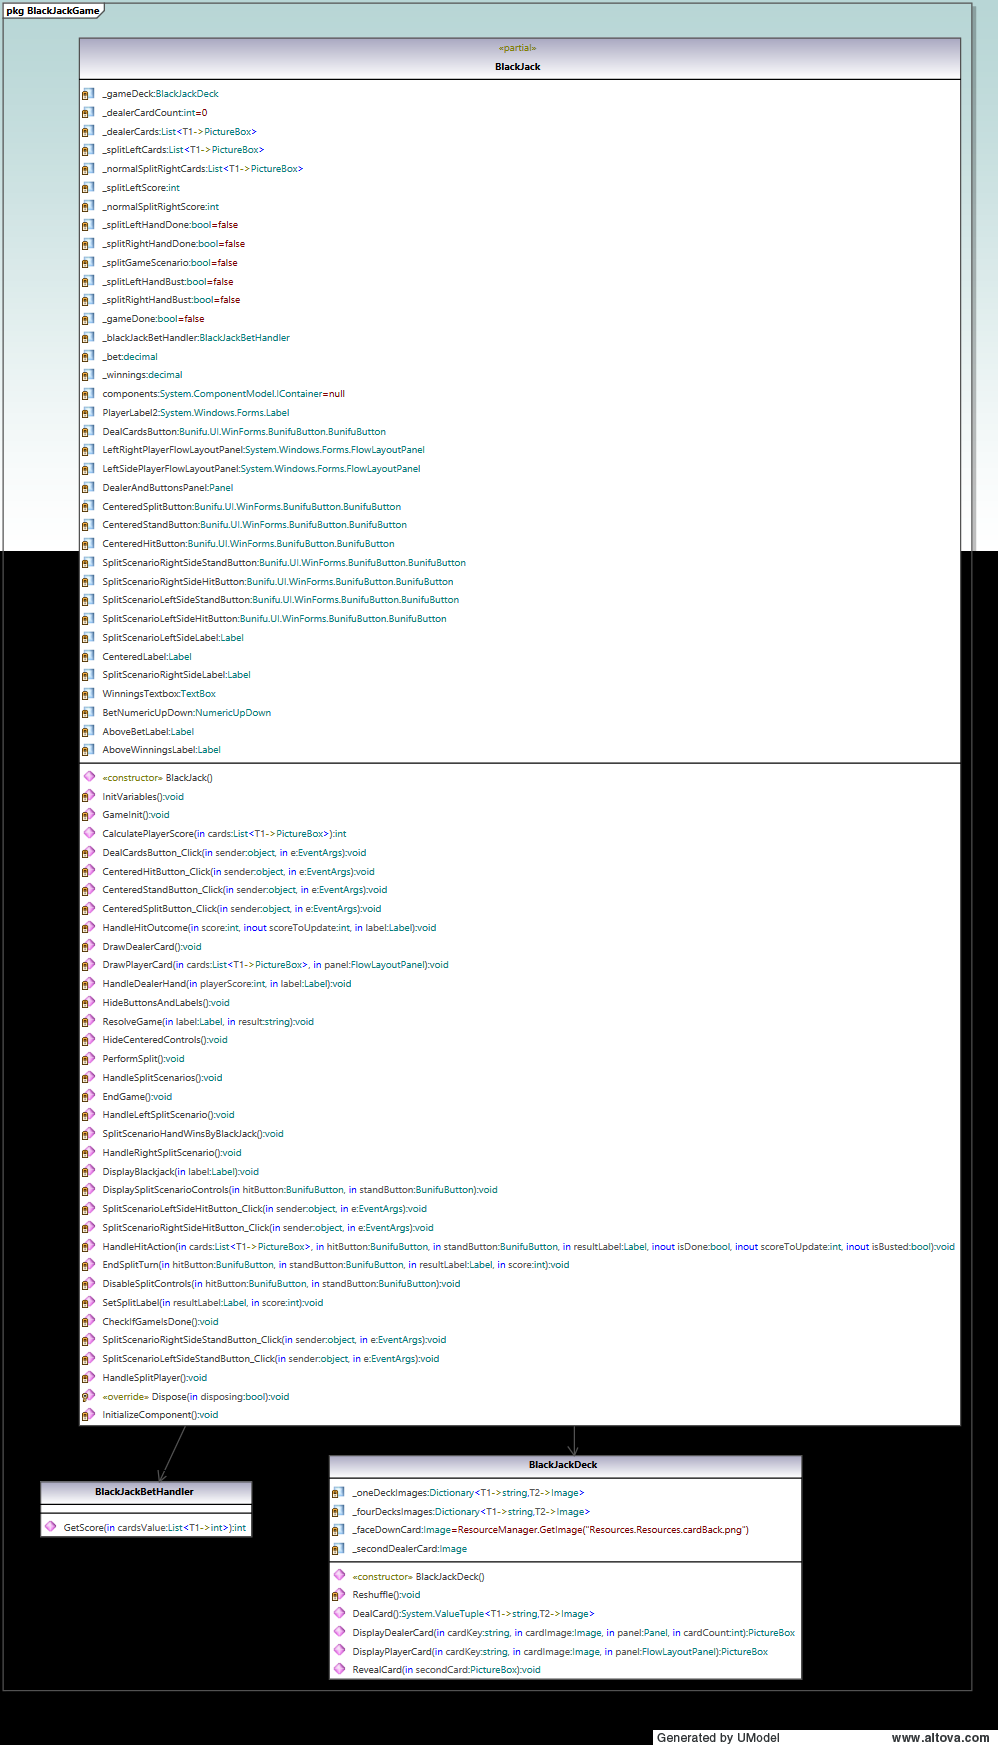 pkg BlackJackGame
«partial»
BlackJack
_gameDeck:BlackJackDeck
_dealerCardCount:int=0
_dealerCards:List<T1->PictureBox>
_splitLeftCards:List<T1->PictureBox>
_normalSplitRightCards:List<T1->PictureBox>
_splitLeftScore:int
_normalSplitRightScore:int
_splitLeftHandDone:bool=false
_splitRightHandDone:bool=false
_splitGameScenario:bool=false
_splitLeftHandBust:bool=false
_splitRightHandBust:bool=false
_gameDone:bool=false
_blackJackBetHandler:BlackJackBetHandler
_bet:decimal
_winnings:decimal
components:System.ComponentModel.IContainer=null
PlayerLabel2:System.Windows.Forms.Label
DealCardsButton:Bunifu.UI.WinForms.BunifuButton.BunifuButton
LeftRightPlayerFlowLayoutPanel:System.Windows.Forms.FlowLayoutPanel
LeftSidePlayerFlowLayoutPanel:System.Windows.Forms.FlowLayoutPanel
DealerAndButtonsPanel:Panel
CenteredSplitButton:Bunifu.UI.WinForms.BunifuButton.BunifuButton
CenteredStandButton:Bunifu.UI.WinForms.BunifuButton.BunifuButton
CenteredHitButton:Bunifu.UI.WinForms.BunifuButton.BunifuButton
SplitScenarioRightSideStandButton:Bunifu.UI.WinForms.BunifuButton.BunifuButton
SplitScenarioRightSideHitButton:Bunifu.UI.WinForms.BunifuButton.BunifuButton
SplitScenarioLeftSideStandButton:Bunifu.UI.WinForms.BunifuButton.BunifuButton
SplitScenarioLeftSideHitButton:Bunifu.UI.WinForms.BunifuButton.BunifuButton
SplitScenarioLeftSideLabel:Label
CenteredLabel:Label
SplitScenarioRightSideLabel:Label
WinningsTextbox:TextBox
BetNumericUpDown:NumericUpDown
AboveBetLabel:Label
AboveWinningsLabel:Label
«constructor» BlackJack()
InitVariables():void
GameInit():void
CalculatePlayerScore(in cards:List<T1->PictureBox>):int
DealCardsButton_Click(in sender:object, in e:EventArgs):void
CenteredHitButton_Click(in sender:object, in e:EventArgs):void
CenteredStandButton_Click(in sender:object, in e:EventArgs):void
CenteredSplitButton_Click(in sender:object, in e:EventArgs):void
HandleHitOutcome(in score:int, inout scoreToUpdate:int, in label:Label):void
DrawDealerCard():void
DrawPlayerCard(in cards:List<T1->PictureBox>, in panel:FlowLayoutPanel):void
HandleDealerHand(in playerScore:int, in label:Label):void
HideButtonsAndLabels():void
ResolveGame(in label:Label, in result:string):void
HideCenteredControls():void
PerformSplit():void
HandleSplitScenarios():void
EndGame():void
HandleLeftSplitScenario():void
SplitScenarioHandWinsByBlackJack():void
HandleRightSplitScenario():void
DisplayBlackjack(in label:Label):void
DisplaySplitScenarioControls(in hitButton:BunifuButton, in standButton:BunifuButton):void
SplitScenarioLeftSideHitButton_Click(in sender:object, in e:EventArgs):void
SplitScenarioRightSideHitButton_Click(in sender:object, in e:EventArgs):void
HandleHitAction(in cards:List<T1->PictureBox>, in hitButton:BunifuButton, in standButton:BunifuButton, in resultLabel:Label, inout isDone:bool, inout scoreToUpdate:int, inout isBusted:bool):void
EndSplitTurn(in hitButton:BunifuButton, in standButton:BunifuButton, in resultLabel:Label, in score:int):void
DisableSplitControls(in hitButton:BunifuButton, in standButton:BunifuButton):void
SetSplitLabel(in resultLabel:Label, in score:int):void
CheckIfGameIsDone():void
SplitScenarioRightSideStandButton_Click(in sender:object, in e:EventArgs):void
SplitScenarioLeftSideStandButton_Click(in sender:object, in e:EventArgs):void
HandleSplitPlayer():void
«override» Dispose(in disposing:bool):void
InitializeComponent():void
BlackJackBetHandler
GetScore(in cardsValue:List<T1->int>):int
BlackJackDeck
_oneDeckImages:Dictionary<T1->string,T2->Image>
_fourDecksImages:Dictionary<T1->string,T2->Image>
_faceDownCard:Image=ResourceManager.GetImage("Resources.Resources.cardBack.png")
_secondDealerCard:Image
«constructor» BlackJackDeck()
Reshuffle():void
DealCard():System.ValueTuple<T1->string,T2->Image>
DisplayDealerCard(in cardKey:string, in cardImage:Image, in panel:Panel, in cardCount:int):PictureBox
DisplayPlayerCard(in cardKey:string, in cardImage:Image, in panel:FlowLayoutPanel):PictureBox
RevealCard(in secondCard:PictureBox):void
Generated by UModel www.altova.com